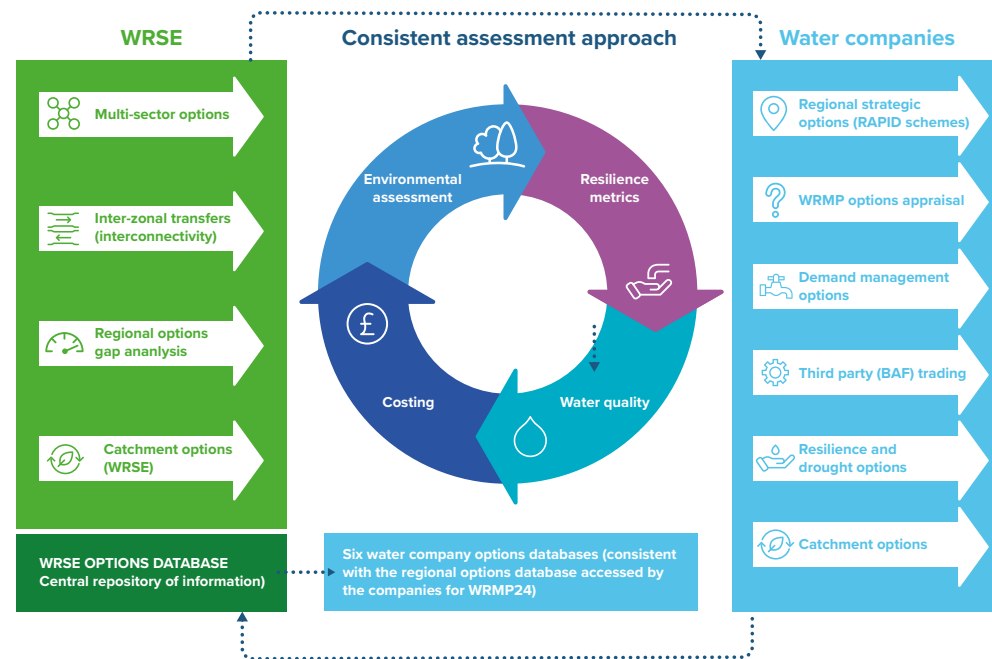 WRSE
Multi-sector options
Inter-zonal transfers
(interconnectivity)
Regional options
gap ananlysis
Catchment options
(WRSE)
WRSE OPTIONS DATABASE
Central repository of information)
Consistent assessment approach
Environmental
assessment
Resilience
metrics
£
Costing
Water quality
Six water company options databases (consistent
with the regional options database accessed by
the companies for WRMP24)
Water companies
Regional strategic
options (RAPID schemes)
WRMP options appraisal
Demand management
options
Third party (BAF) trading
Resilience and
drought options
Catchment options